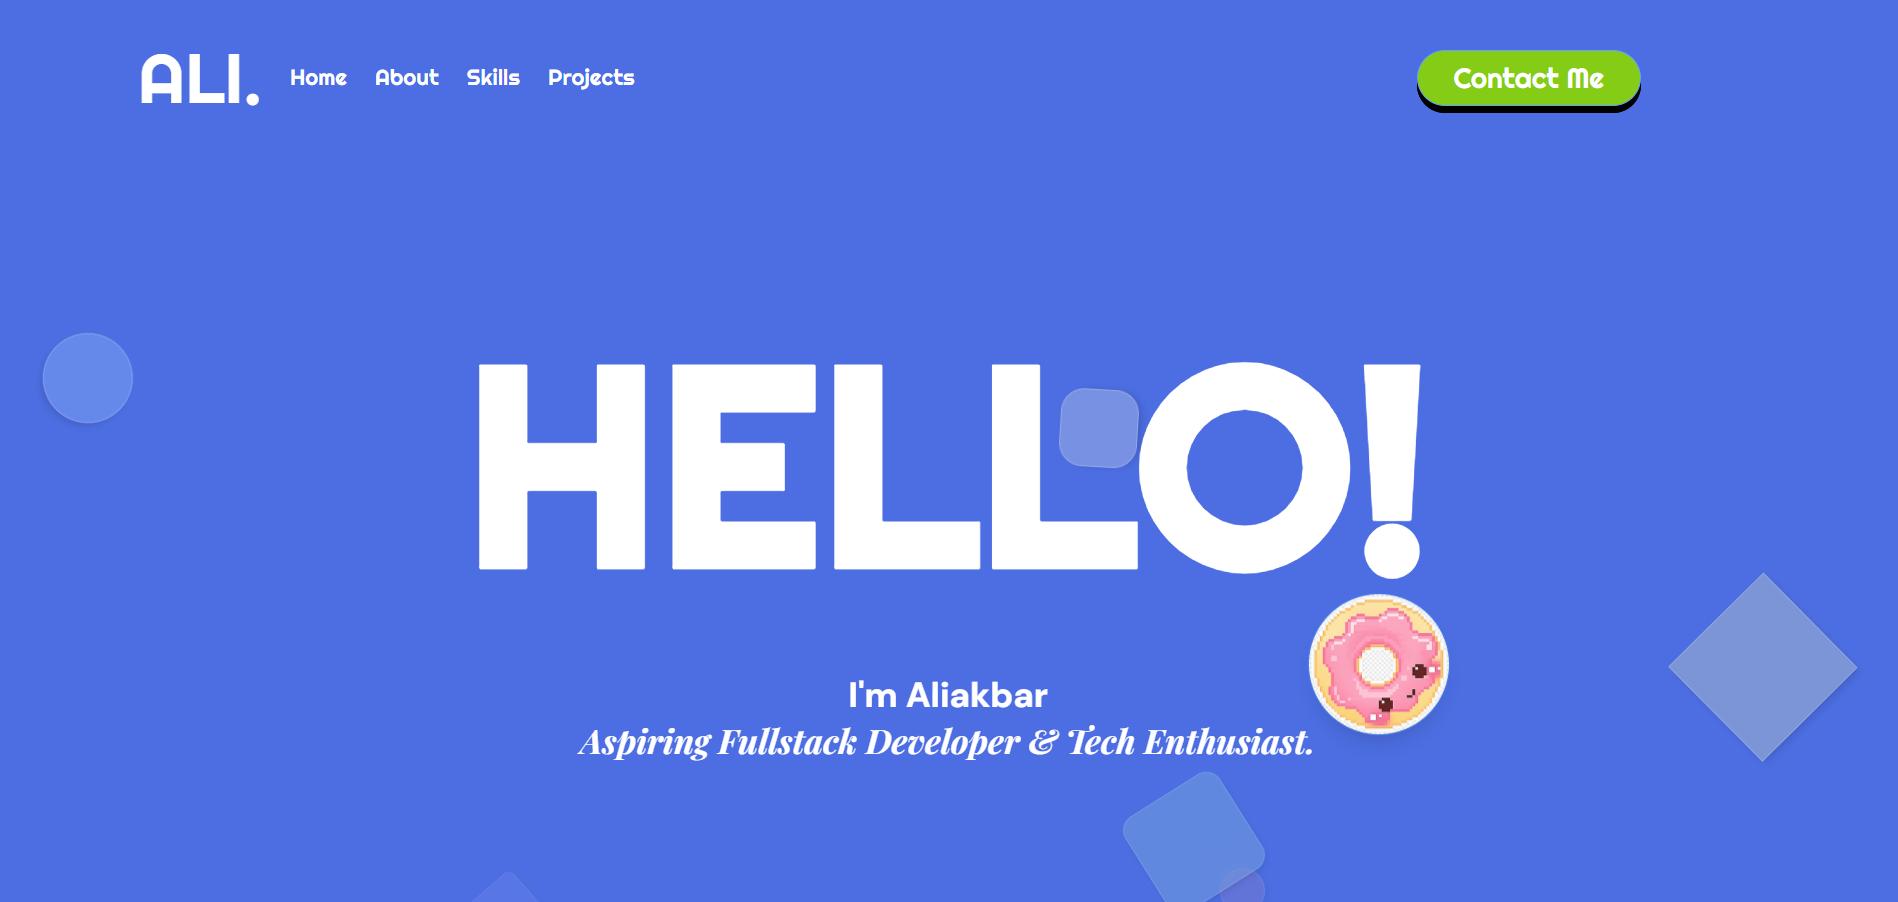 ALI.
Home
About
Skills
Projects
Contact Me
HELLO!
I'm Aliakbar
Aspiring Fullstack Developer & Tech Enthusiast.